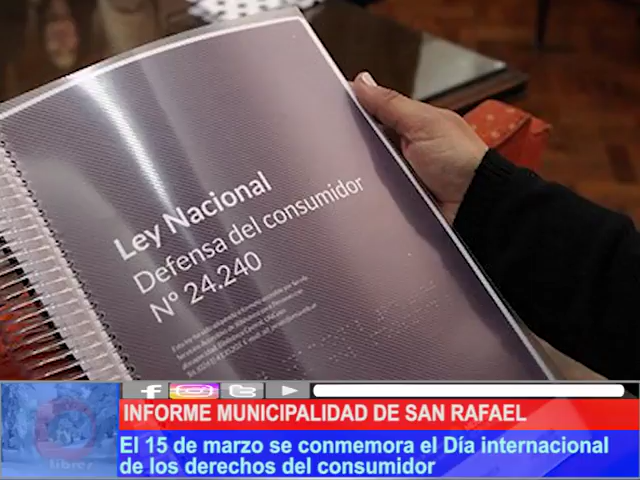 Ley Nacional
Defensa del consumidor
N° 24.240
INFORME MUNICIPALIDAD DE SAN RAFAEL
El 15 de marzo se conmemora el Día internacional
de los derechos del consumidor
libres